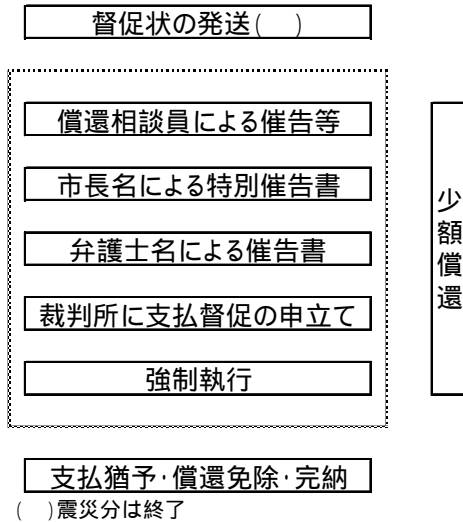 督促状の発送(　)
償還相談員による催告等
市長名による特別催告書
弁護士名による催告書
裁判所に支払督促の申立て
強制執行
少額償還
支払猶予・償還免除・完納
(　)震災分は終了